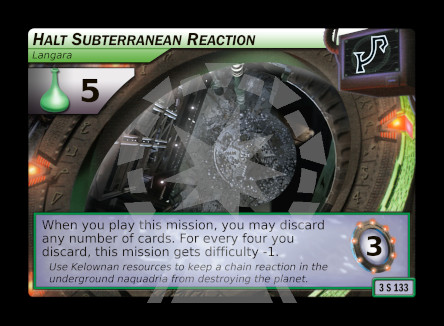 Halt Subterranean Reaction
Langara
5
When you play this mission, you may discard
any number of cards. For every four you
discard, this mission gets difficulty -1.
3
Use Kelownan resources to keep a chain reaction in the
underground naquadria from destroying the planet.
3 S 133